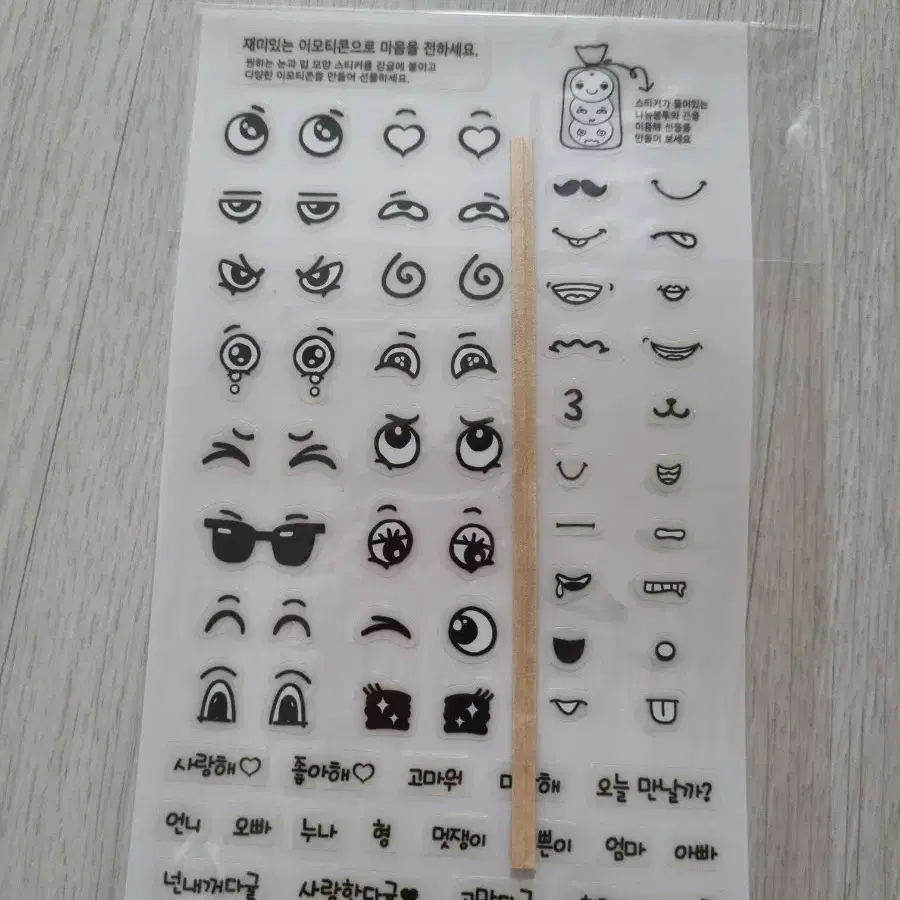 재미있는 이모티콘으로 마음을 전하세요.
원하는 눈과 입 모양 스티커를 감귤에 붙이고
다양한 이모티콘을 만들어 선물하세요.
스티커가 들어있는
나눔봉투와 끈을
이용해 선물을
만들어 보세요
3
사랑해♡ 좋아해♡ 고마워 오늘 만날까?
언니 오빠 누나 형 멋쟁이 엄마 아빠
넌내꺼다귤 사랑한다귤♥